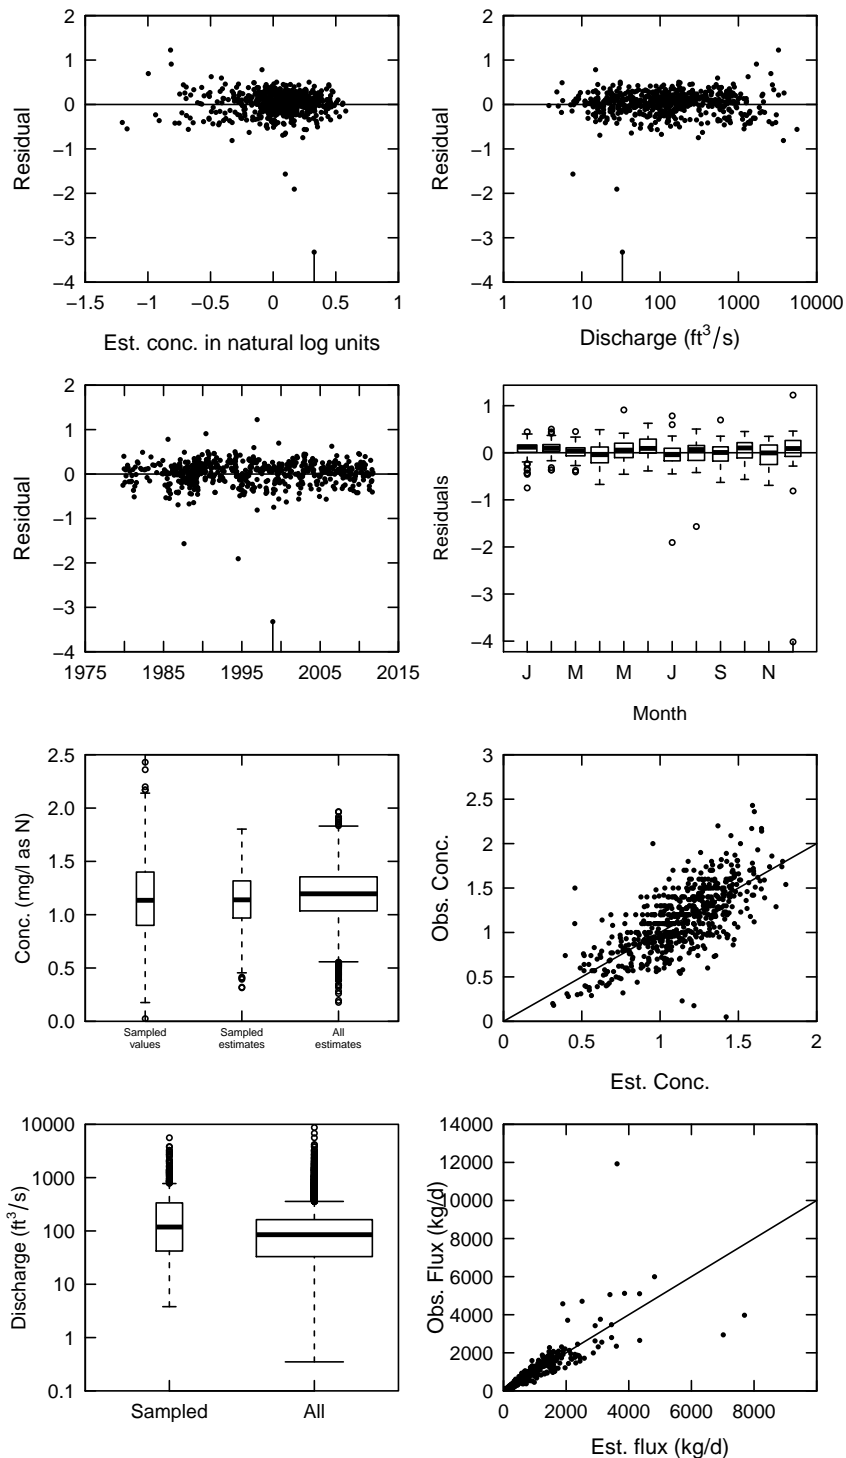 2
1
0
−1
−2
−3
−4
Residual
−1.5 −1 −0.5 0 0.5 1
Est. conc. in natural log units
2
1
0
−1
−2
−3
−4
Residual
1 10 100 1000 10000
Discharge (ft3/s)
2
1
0
−1
−2
−3
−4
Residual
1975 1985 1995 2005 2015
1
0
−1
−2
−3
−4
Residuals
J M M J S N
Month
2.5
2.0
1.5
1.0
0.5
0.0
Conc. (mg/l as N)
Sampled values
Sampled estimates
All estimates
3
2.5
2
1.5
1
0.5
0
Obs. Conc.
0 0.5 1 1.5 2
Est. Conc.
10000
1000
100
10
1
0.1
Discharge (ft3/s)
Sampled All
14000
12000
10000
8000
6000
4000
2000
0
Obs. Flux (kg/d)
0 2000 4000 6000 8000
Est. flux (kg/d)